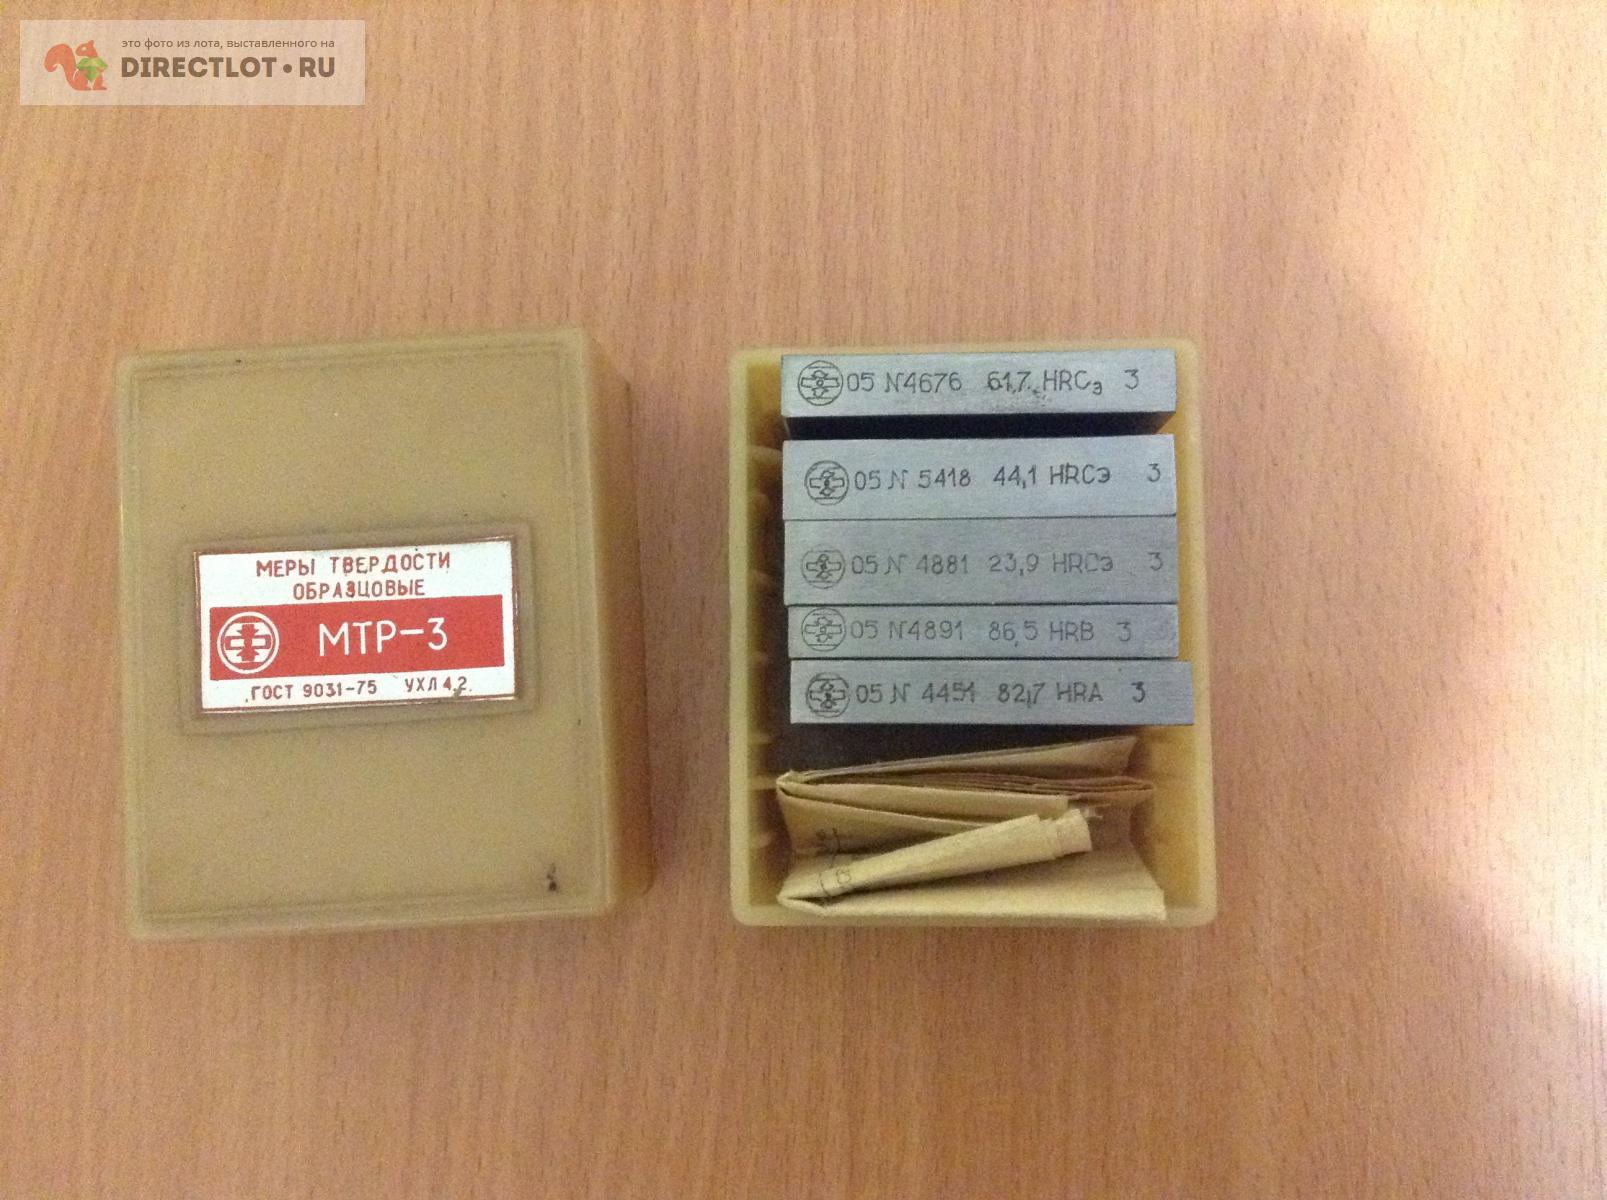 это фото из лота, выставленного на
DIRECTLOT•RU
МЕРЫ ТВЕРДОСТИ
ОБРАЗЦОВЫЕ
МТР-3
ГОСТ 9031-75 УХЛ 4.2.
05 N4676 61,7 HRCэ 3
05 N 5418 44,1 HRCЭ 3
05 N 4881 23,9 HRCЭ 3
05 N4891 86,5 HRB 3
05 N 4451 82,7 HRA 3